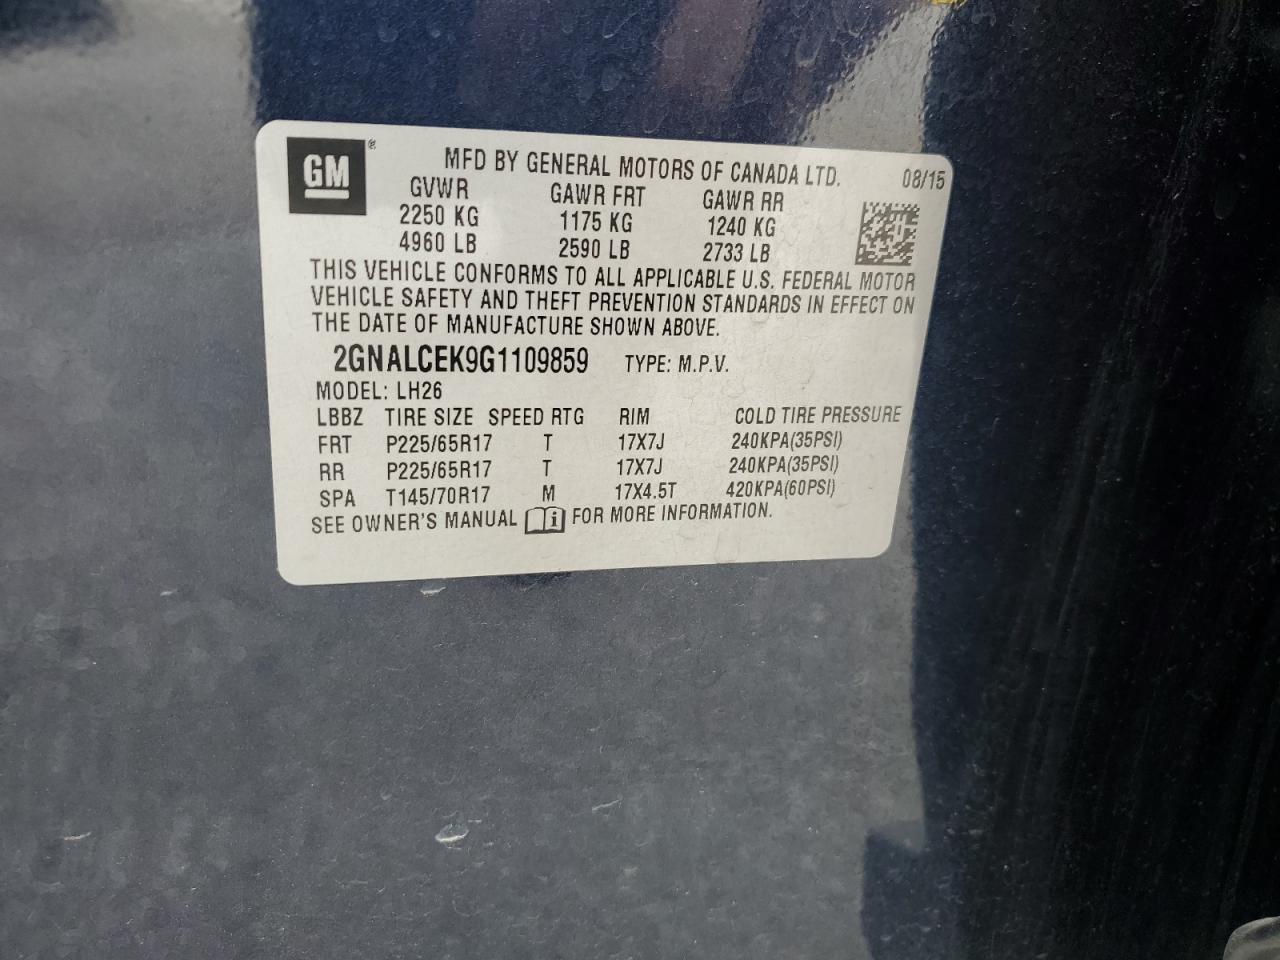 GM ®
MFD BY GENERAL MOTORS OF CANADA LTD. 08/15
GVWR GAWR FRT GAWR RR
2250 KG 1175 KG 1240 KG
4960 LB 2590 LB 2733 LB
THIS VEHICLE CONFORMS TO ALL APPLICABLE U.S. FEDERAL MOTOR
VEHICLE SAFETY AND THEFT PREVENTION STANDARDS IN EFFECT ON
THE DATE OF MANUFACTURE SHOWN ABOVE.
2GNALCEK9G1109859 TYPE: M.P.V.
MODEL: LH26
LBBZ TIRE SIZE SPEED RTG RIM COLD TIRE PRESSURE
FRT P225/65R17 T 17X7J 240KPA(35PSI)
RR P225/65R17 T 17X7J 240KPA(35PSI)
SPA T145/70R17 M 17X4.5T 420KPA(60PSI)
SEE OWNER'S MANUAL i FOR MORE INFORMATION.